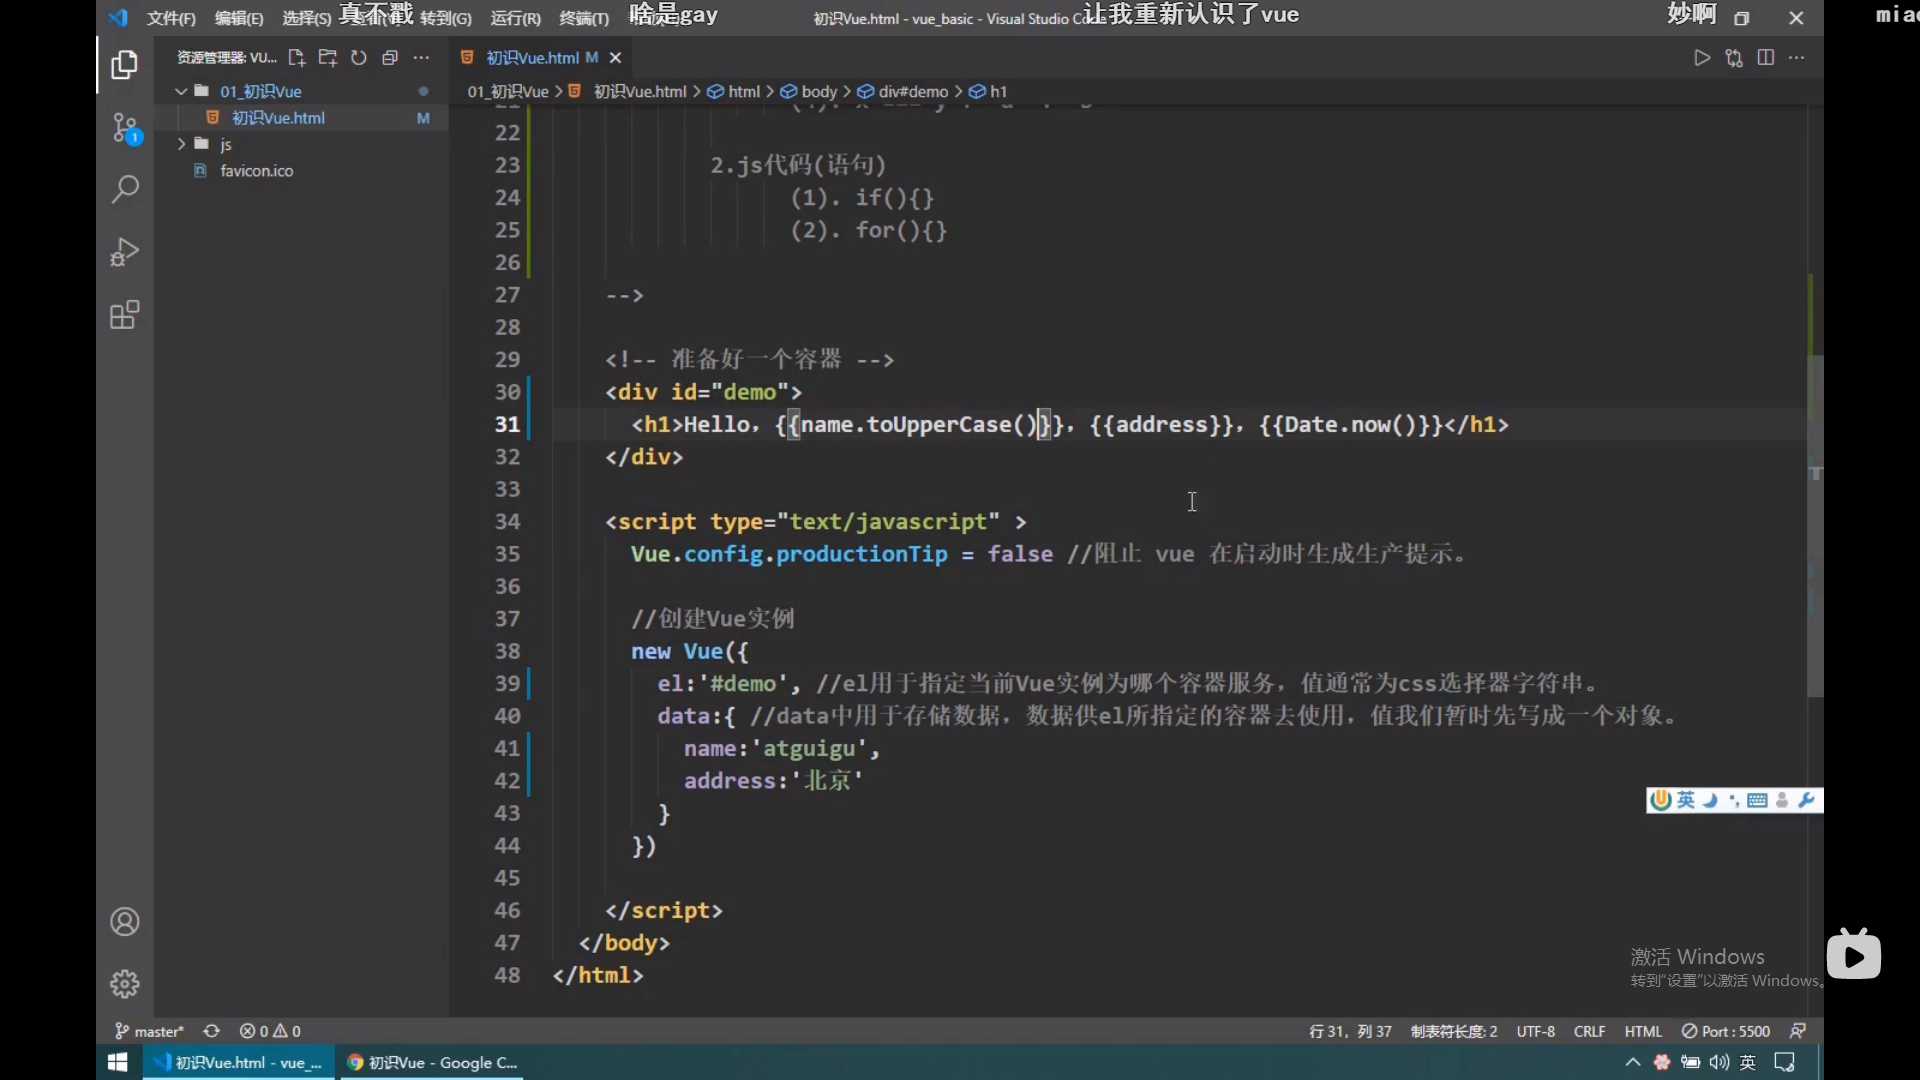 真不戳 啥是gay 让我重新认识了vue 妙啊
文件(F) 编辑(E) 选择(S) 转到(G) 运行(R) 终端(T) 初识Vue.html - vue_basic - Visual Studio
资源管理器: VU...
初识Vue.html M
01_初识Vue > 初识Vue.html > html > body > div#demo > h1
01_初识Vue
初识Vue.html M
js
favicon.ico
1
22
23 2.js代码(语句)
24 (1). if(){}
25 (2). for(){}
26
27 -->
28
29 <!-- 准备好一个容器 -->
30 <div id="demo">
31 <h1>Hello，{{name.toUpperCase()}}，{{address}}，{{Date.now()}}</h1>
32 </div>
33
34 <script type="text/javascript" >
35 Vue.config.productionTip = false //阻止 vue 在启动时生成生产提示。
36
37 //创建Vue实例
38 new Vue({
39 el:'#demo', //el用于指定当前Vue实例为哪个容器服务，值通常为css选择器字符串。
40 data:{ //data中用于存储数据，数据供el所指定的容器去使用，值我们暂时先写成一个对象。
41 name:'atguigu',
42 address:'北京'
43 }
44 })
45
46 </script>
47 </body>
48 </html>
英
激活 Windows
转到"设置"以激活 Windows。
master* 0 0 行 31，列 37 制表符长度: 2 UTF-8 CRLF HTML Port : 5500
初识Vue.html - vue_... 初识Vue - Google C... 英